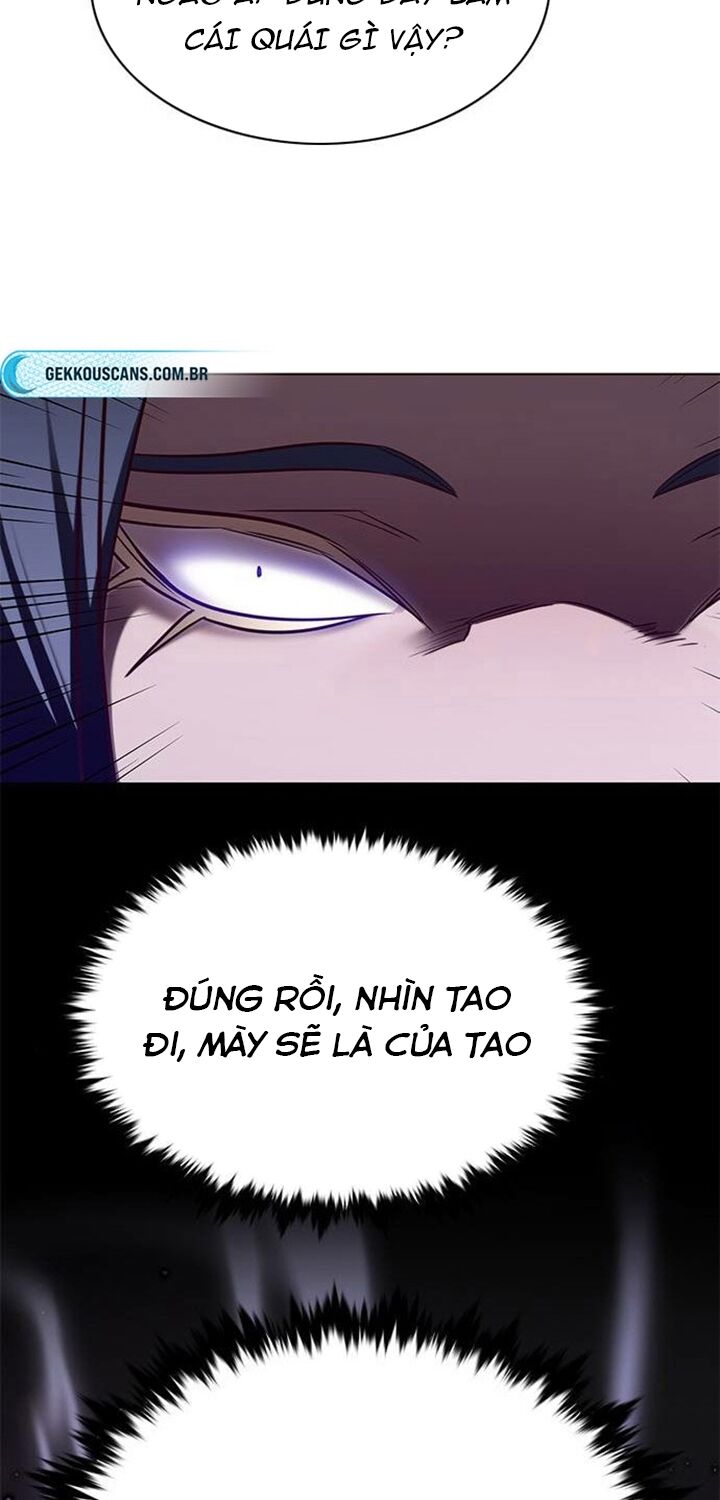 CÁI QUÁI GÌ VẬY?
GEKKOUSCANS.COM.BR
ĐÚNG RỒI, NHÌN TAO
ĐI, MÀY SẼ LÀ CỦA TAO